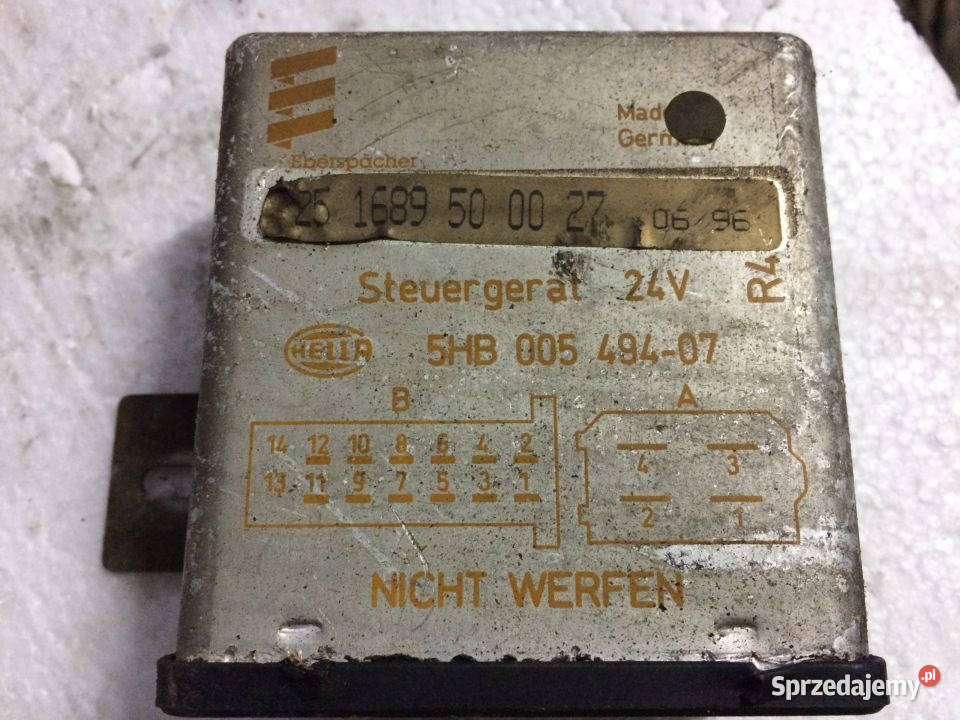 Made
Germany
Eberspächer
25 1689 50 00 27 06/96
R4
Steuergerät 24V
HELLA 5HB 005 494-07
B A
14 12 10 8 6 4 2
13 11 9 7 5 3 1
4 3
2 1
NICHT WERFEN
Sprzedajemy.pl